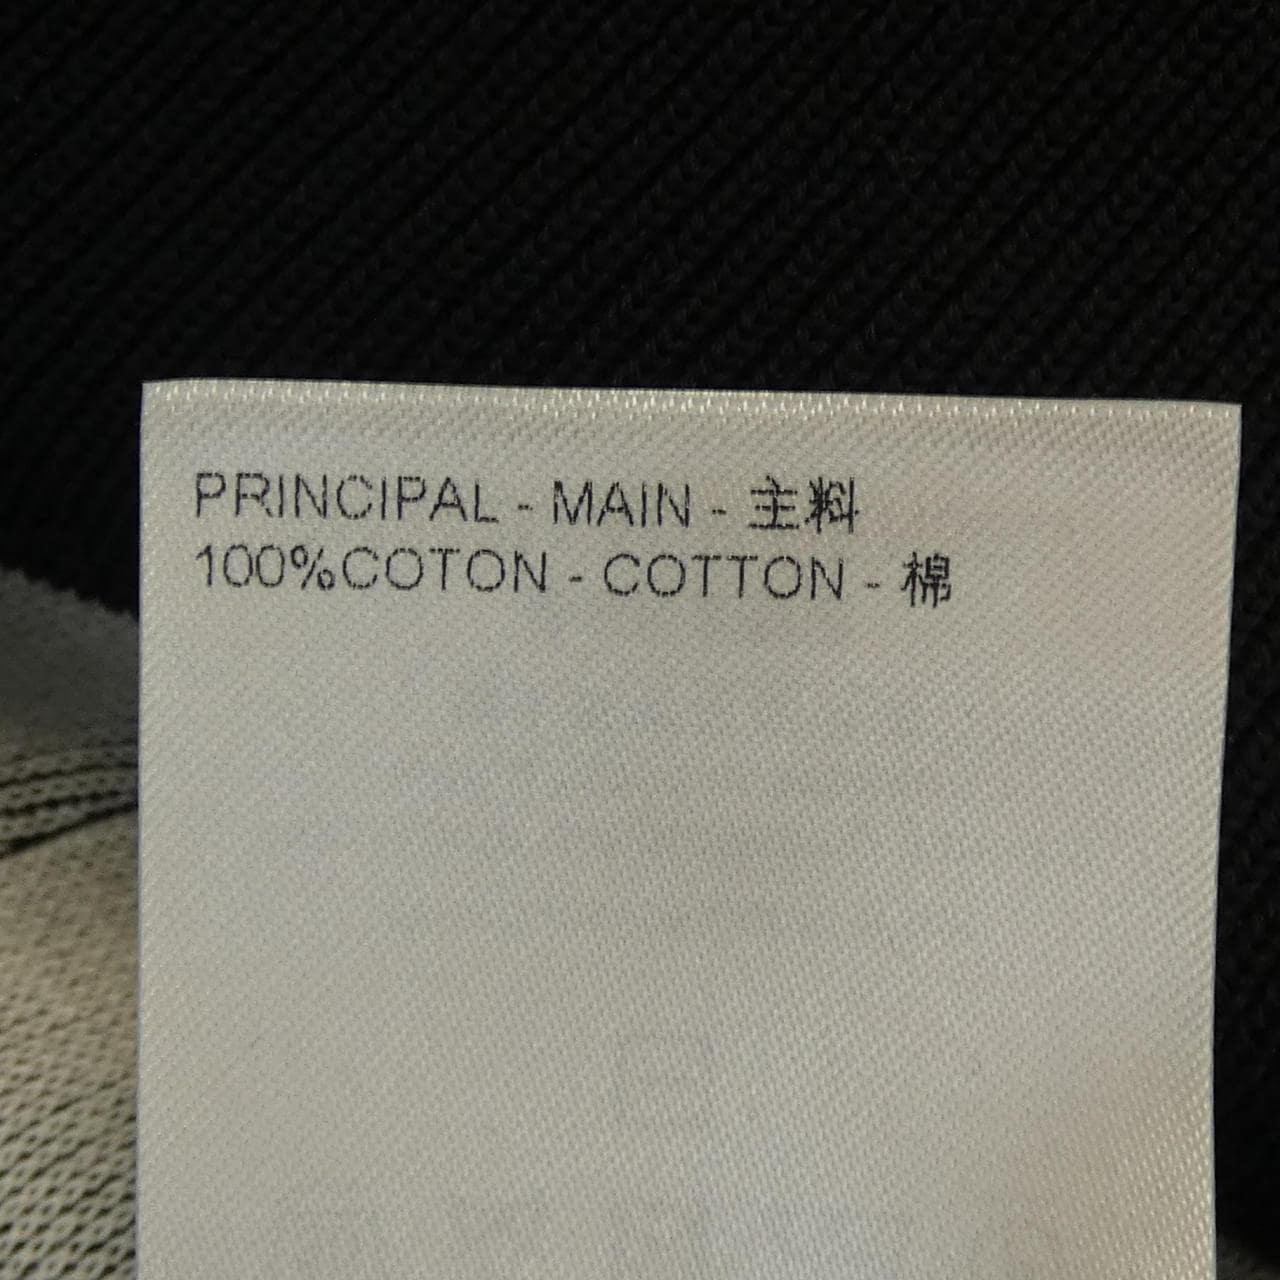 PRINCIPAL - MAIN - 主料
100%COTON - COTTON - 棉